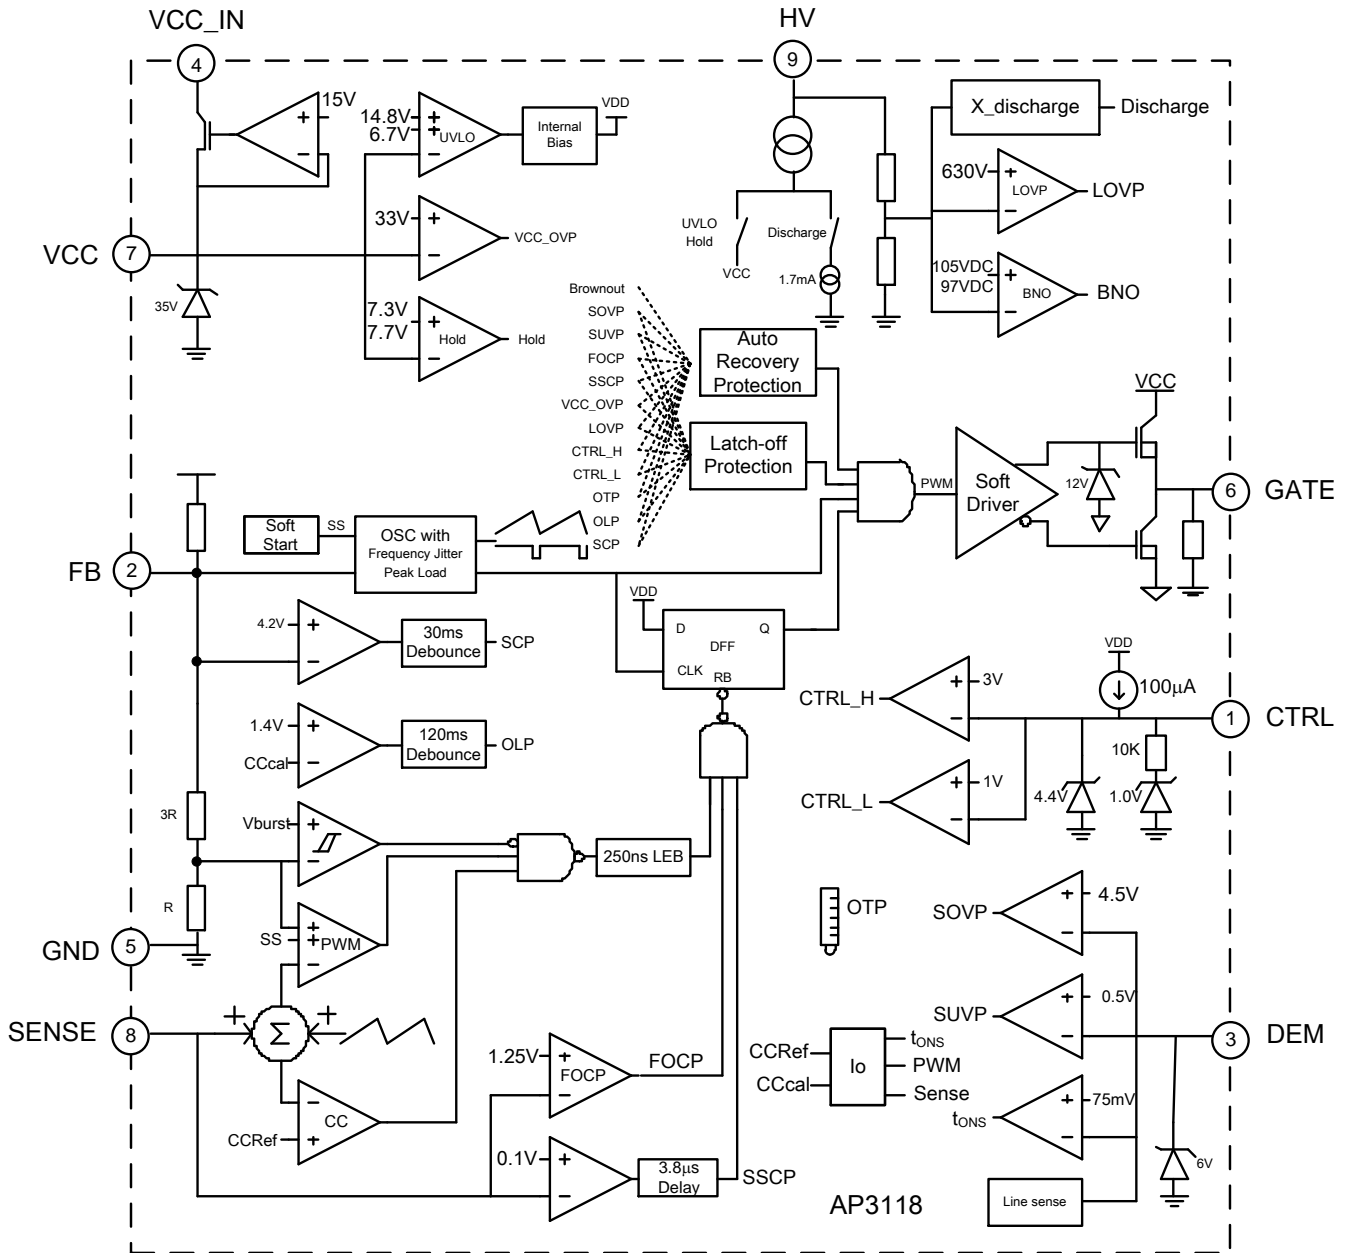 VCC_IN
HV
4
9
15V
+
−
14.8V
6.7V
+
+
UVLO
−
Internal
Bias
VDD
X_discharge
Discharge
630V
+
LOVP
−
LOVP
33V
+
−
VCC_OVP
UVLO
Hold
Discharge
VCC
1.7mA
VCC
7
105VDC
97VDC
+
BNO
−
BNO
35V
7.3V
7.7V
+
Hold
−
Hold
Brownout
SOVP
SUVP
FOCP
SSCP
VCC_OVP
LOVP
CTRL_H
CTRL_L
OTP
OLP
SCP
Auto
Recovery
Protection
Latch-off
Protection
VCC
PWM
Soft
Driver
12V
6
GATE
Soft
Start
SS
OSC with
Frequency Jitter
Peak Load
FB
2
VDD
D
Q
DFF
CLK
RB
4.2V
+
−
30ms
Debounce
SCP
VDD
100μA
CTRL_H
+
3V
−
1
CTRL
1.4V
+
CCcal
−
120ms
Debounce
OLP
10K
CTRL_L
+
1V
−
4.4V
1.0V
3R
Vburst
+
−
250ns LEB
R
+
SS
+
PWM
−
GND
5
OTP
SOVP
+
4.5V
−
SENSE
8
+
Σ
+
SUVP
+
0.5V
−
3
DEM
1.25V
+
FOCP
−
FOCP
CCRef
CCcal
Io
tONS
PWM
Sense
−
CC
CCRef
+
tONS
+
75mV
−
0.1V
+
−
3.8μs
Delay
SSCP
6V
Line sense
AP3118